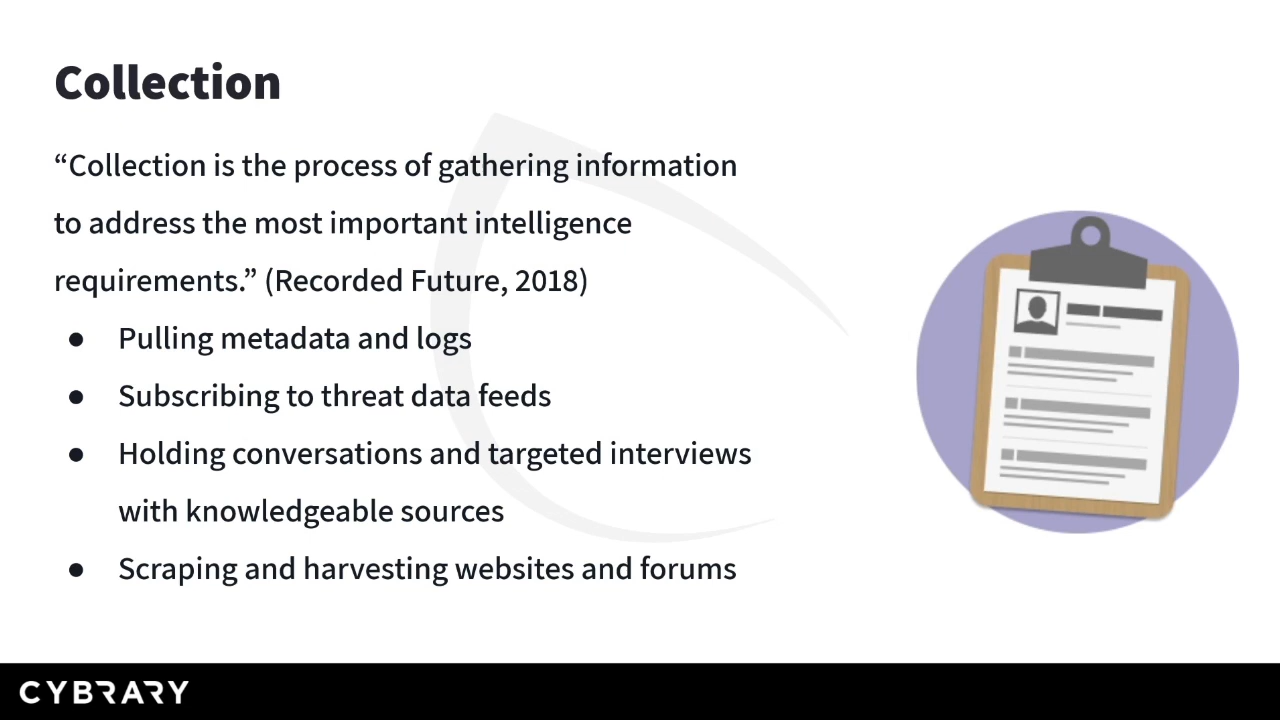 Collection
“Collection is the process of gathering information
to address the most important intelligence
requirements.” (Recorded Future, 2018)
● Pulling metadata and logs
● Subscribing to threat data feeds
● Holding conversations and targeted interviews
with knowledgeable sources
● Scraping and harvesting websites and forums
CYBRARY